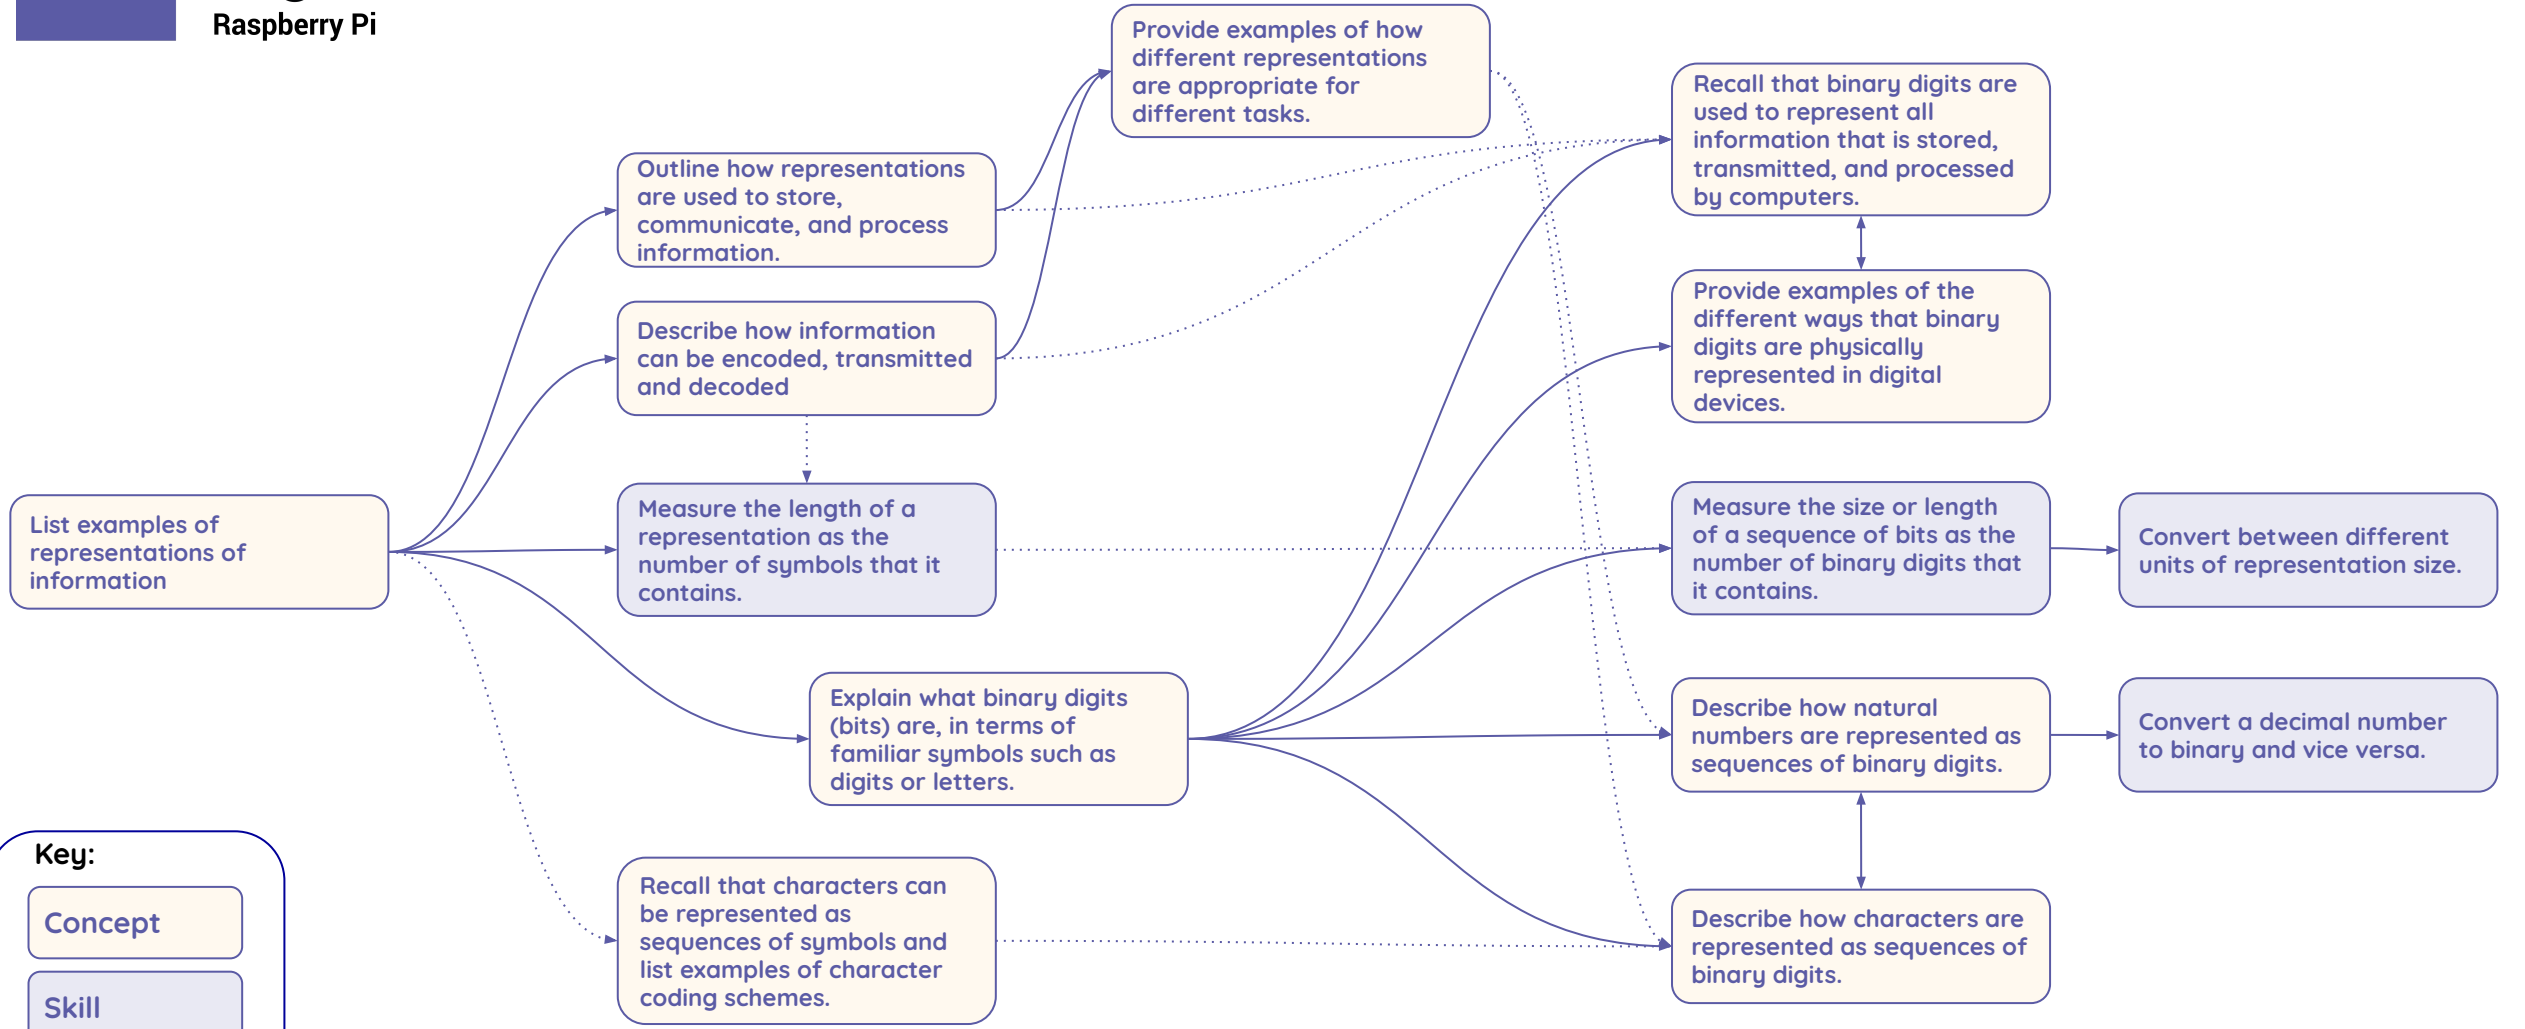 Raspberry Pi
Provide examples of how
different representations
are appropriate for
different tasks.
Recall that binary digits are
used to represent all
information that is stored,
transmitted, and processed
by computers.
Outline how representations
are used to store,
communicate, and process
information.
Provide examples of the
different ways that binary
digits are physically
represented in digital
devices.
Describe how information
can be encoded, transmitted
and decoded
List examples of
representations of
information
Measure the length of a
representation as the
number of symbols that it
contains.
Measure the size or length
of a sequence of bits as the
number of binary digits that
it contains.
Convert between different
units of representation size.
Explain what binary digits
(bits) are, in terms of
familiar symbols such as
digits or letters.
Describe how natural
numbers are represented as
sequences of binary digits.
Convert a decimal number
to binary and vice versa.
Recall that characters can
be represented as
sequences of symbols and
list examples of character
coding schemes.
Describe how characters are
represented as sequences of
binary digits.
Key:
Concept
Skill